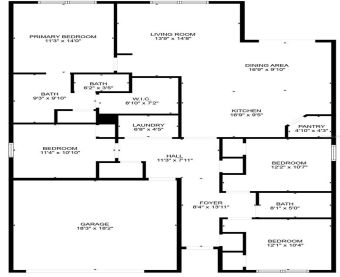 PRIMARY BEDROOM
11'3" x 14'0"
LIVING ROOM
13'9" x 14'8"
DINING AREA
16'9" x 9'10"
BATH
9'3" x 9'10"
BATH
6'2" x 3'6"
W.I.C.
8'10" x 7'2"
KITCHEN
16'9" x 9'5"
PANTRY
4'10" x 4'3"
LAUNDRY
6'8" x 4'5"
BEDROOM
11'4" x 10'10"
HALL
11'3" x 7'11"
BEDROOM
12'2" x 10'7"
FOYER
8'4" x 13'11"
BATH
8'1" x 5'0"
GARAGE
18'3" x 18'2"
BEDROOM
12'1" x 10'4"